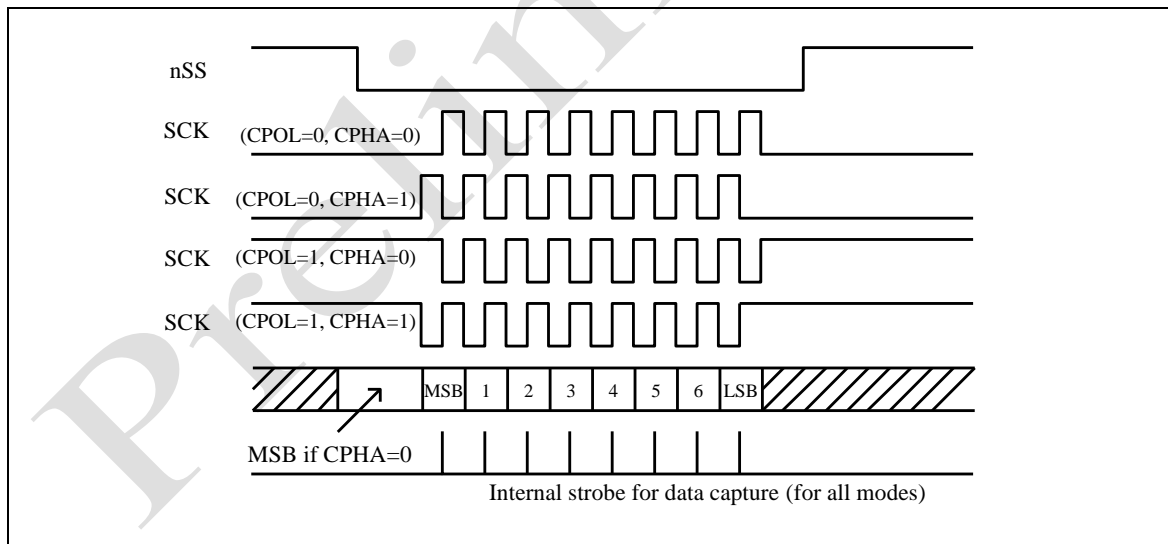 nSS
SCK (CPOL=0, CPHA=0)
SCK (CPOL=0, CPHA=1)
SCK (CPOL=1, CPHA=0)
SCK (CPOL=1, CPHA=1)
MSB 1 2 3 4 5 6 LSB
MSB if CPHA=0
Internal strobe for data capture (for all modes)
Prelim